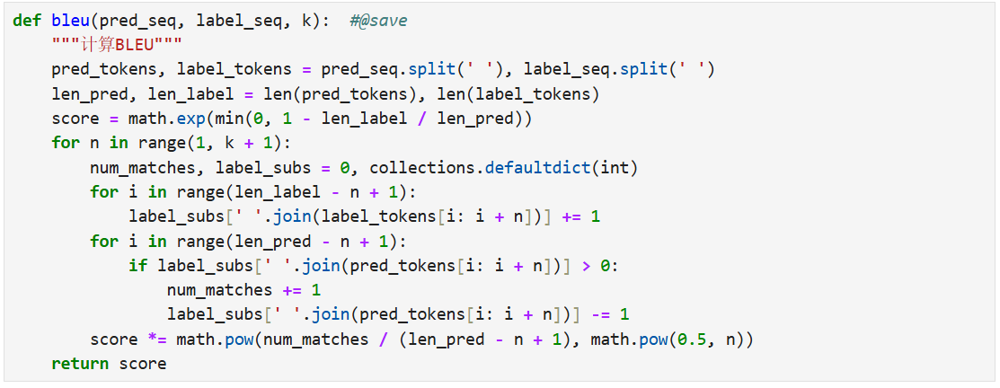 def bleu(pred_seq, label_seq, k):  #@save
    """计算BLEU"""
    pred_tokens, label_tokens = pred_seq.split(' '), label_seq.split(' ')
    len_pred, len_label = len(pred_tokens), len(label_tokens)
    score = math.exp(min(0, 1 - len_label / len_pred))
    for n in range(1, k + 1):
        num_matches, label_subs = 0, collections.defaultdict(int)
        for i in range(len_label - n + 1):
            label_subs[' '.join(label_tokens[i: i + n])] += 1
        for i in range(len_pred - n + 1):
            if label_subs[' '.join(pred_tokens[i: i + n])] > 0:
                num_matches += 1
                label_subs[' '.join(pred_tokens[i: i + n])] -= 1
        score *= math.pow(num_matches / (len_pred - n + 1), math.pow(0.5, n))
    return score